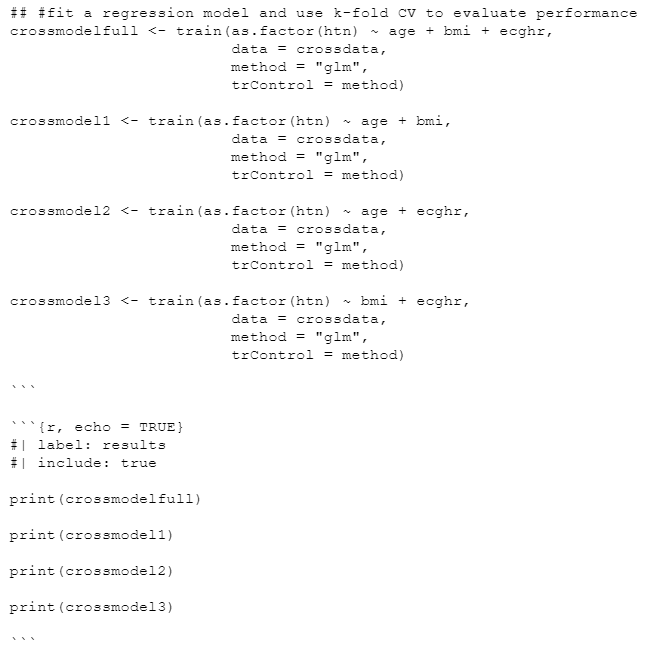 ## #fit a regression model and use k-fold CV to evaluate performance
crossmodelfull <- train(as.factor(htn) ~ age + bmi + ecghr,
                        data = crossdata,
                        method = "glm",
                        trControl = method)

crossmodel1 <- train(as.factor(htn) ~ age + bmi,
                        data = crossdata,
                        method = "glm",
                        trControl = method)

crossmodel2 <- train(as.factor(htn) ~ age + ecghr,
                        data = crossdata,
                        method = "glm",
                        trControl = method)

crossmodel3 <- train(as.factor(htn) ~ bmi + ecghr,
                        data = crossdata,
                        method = "glm",
                        trControl = method)

```

```{r, echo = TRUE}
#| label: results
#| include: true

print(crossmodelfull)

print(crossmodel1)

print(crossmodel2)

print(crossmodel3)

```